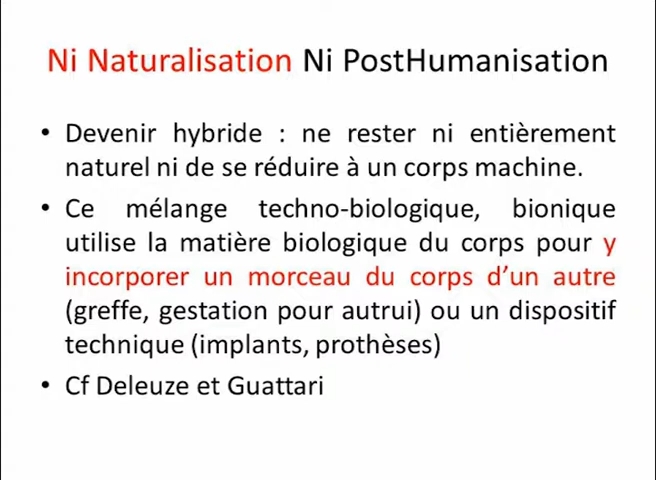 Ni Naturalisation Ni PostHumanisation
• Devenir hybride : ne rester ni entièrement
naturel ni de se réduire à un corps machine.
• Ce mélange techno-biologique, bionique
utilise la matière biologique du corps pour y
incorporer un morceau du corps d’un autre
(greffe, gestation pour autrui) ou un dispositif
technique (implants, prothèses)
• Cf Deleuze et Guattari